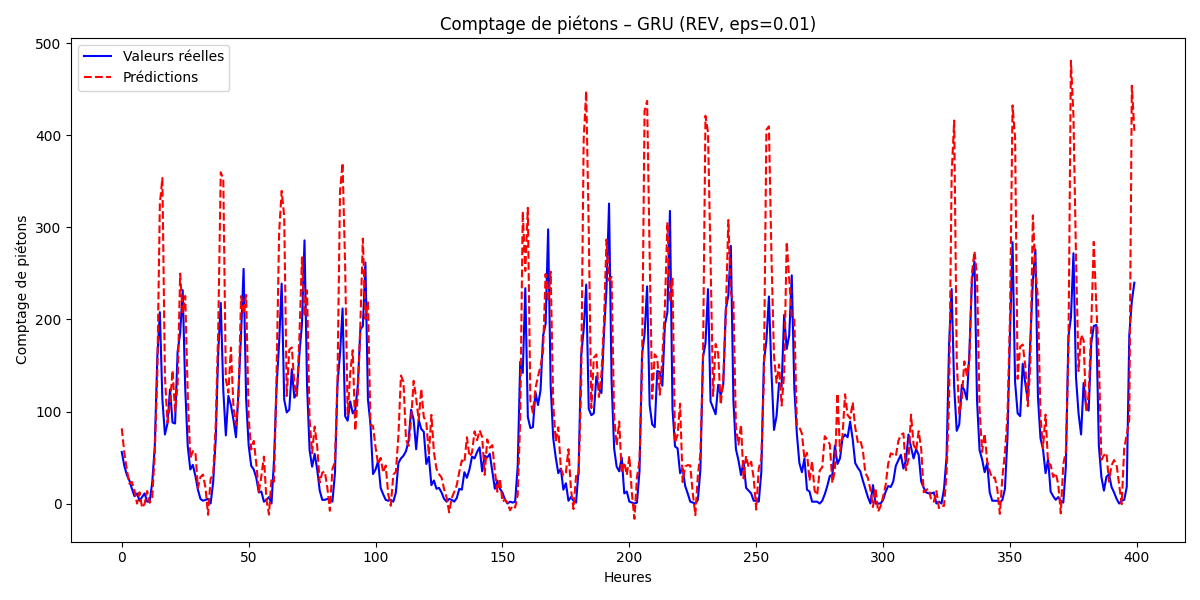 Comptage de piétons – GRU (REV, eps=0.01)
Valeurs réelles
Prédictions
Comptage de piétons
500
400
300
200
100
0
0 50 100 150 200 250 300 350 400
Heures